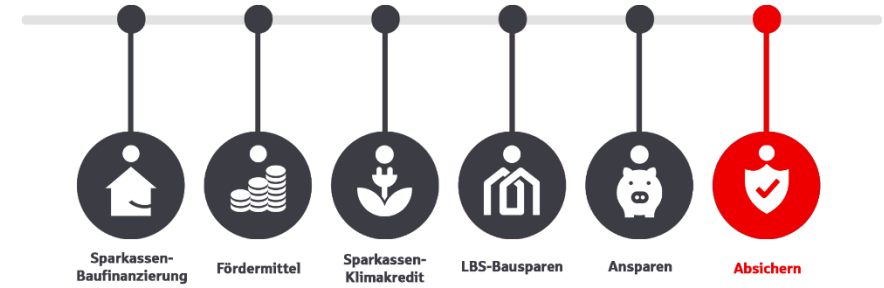 Sparkassen-
Baufinanzierung
Fördermittel
Sparkassen-
Klimakredit
LBS-Bausparen
Ansparen
Absichern